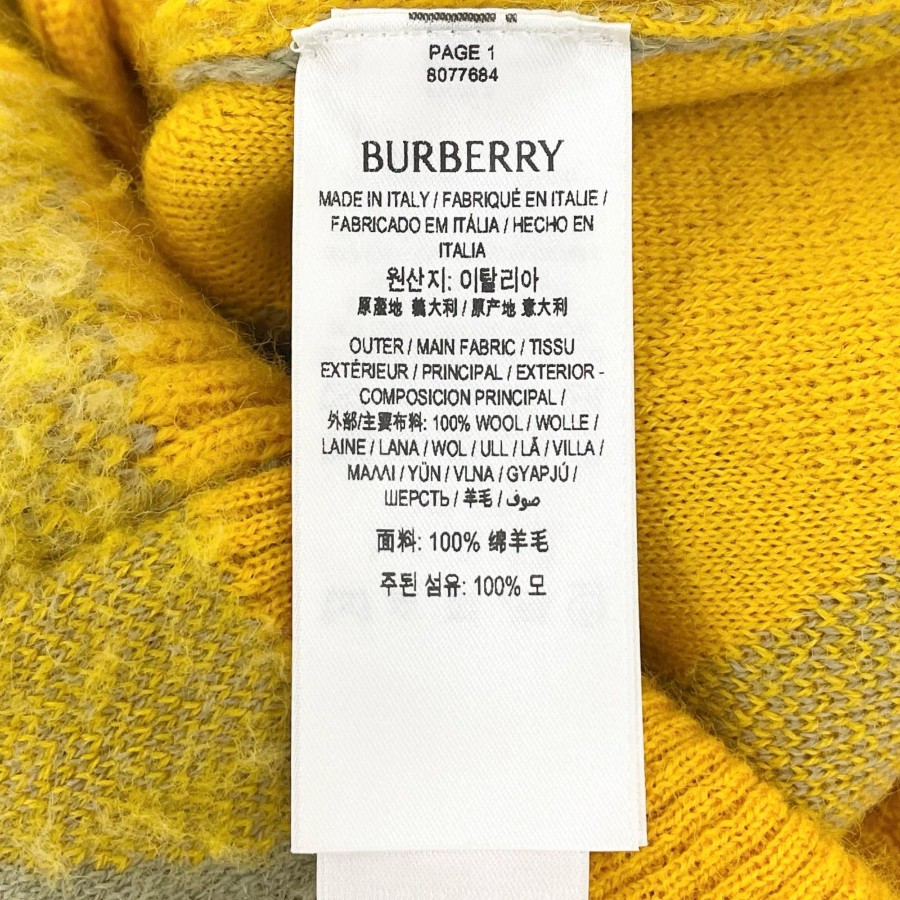 PAGE 1
8077684
BURBERRY
MADE IN ITALY / FABRIQUÉ EN ITALIE /
FABRICADO EM ITÁLIA / HECHO EN
ITALIA
원산지: 이탈리아
原產地 義大利 / 原产地 意大利
OUTER / MAIN FABRIC / TISSU
EXTÉRIEUR / PRINCIPAL / EXTERIOR -
COMPOSICION PRINCIPAL /
外部/主要布料: 100% WOOL / WOLLE /
LAINE / LANA / WOL / ULL / LÃ / VILLA /
ΜΑΛΛΙ / YÜN / VLNA / GYAPJÚ /
ШЕРСТЬ / 羊毛 / صوف
面料: 100% 绵羊毛
주된 섬유: 100% 모